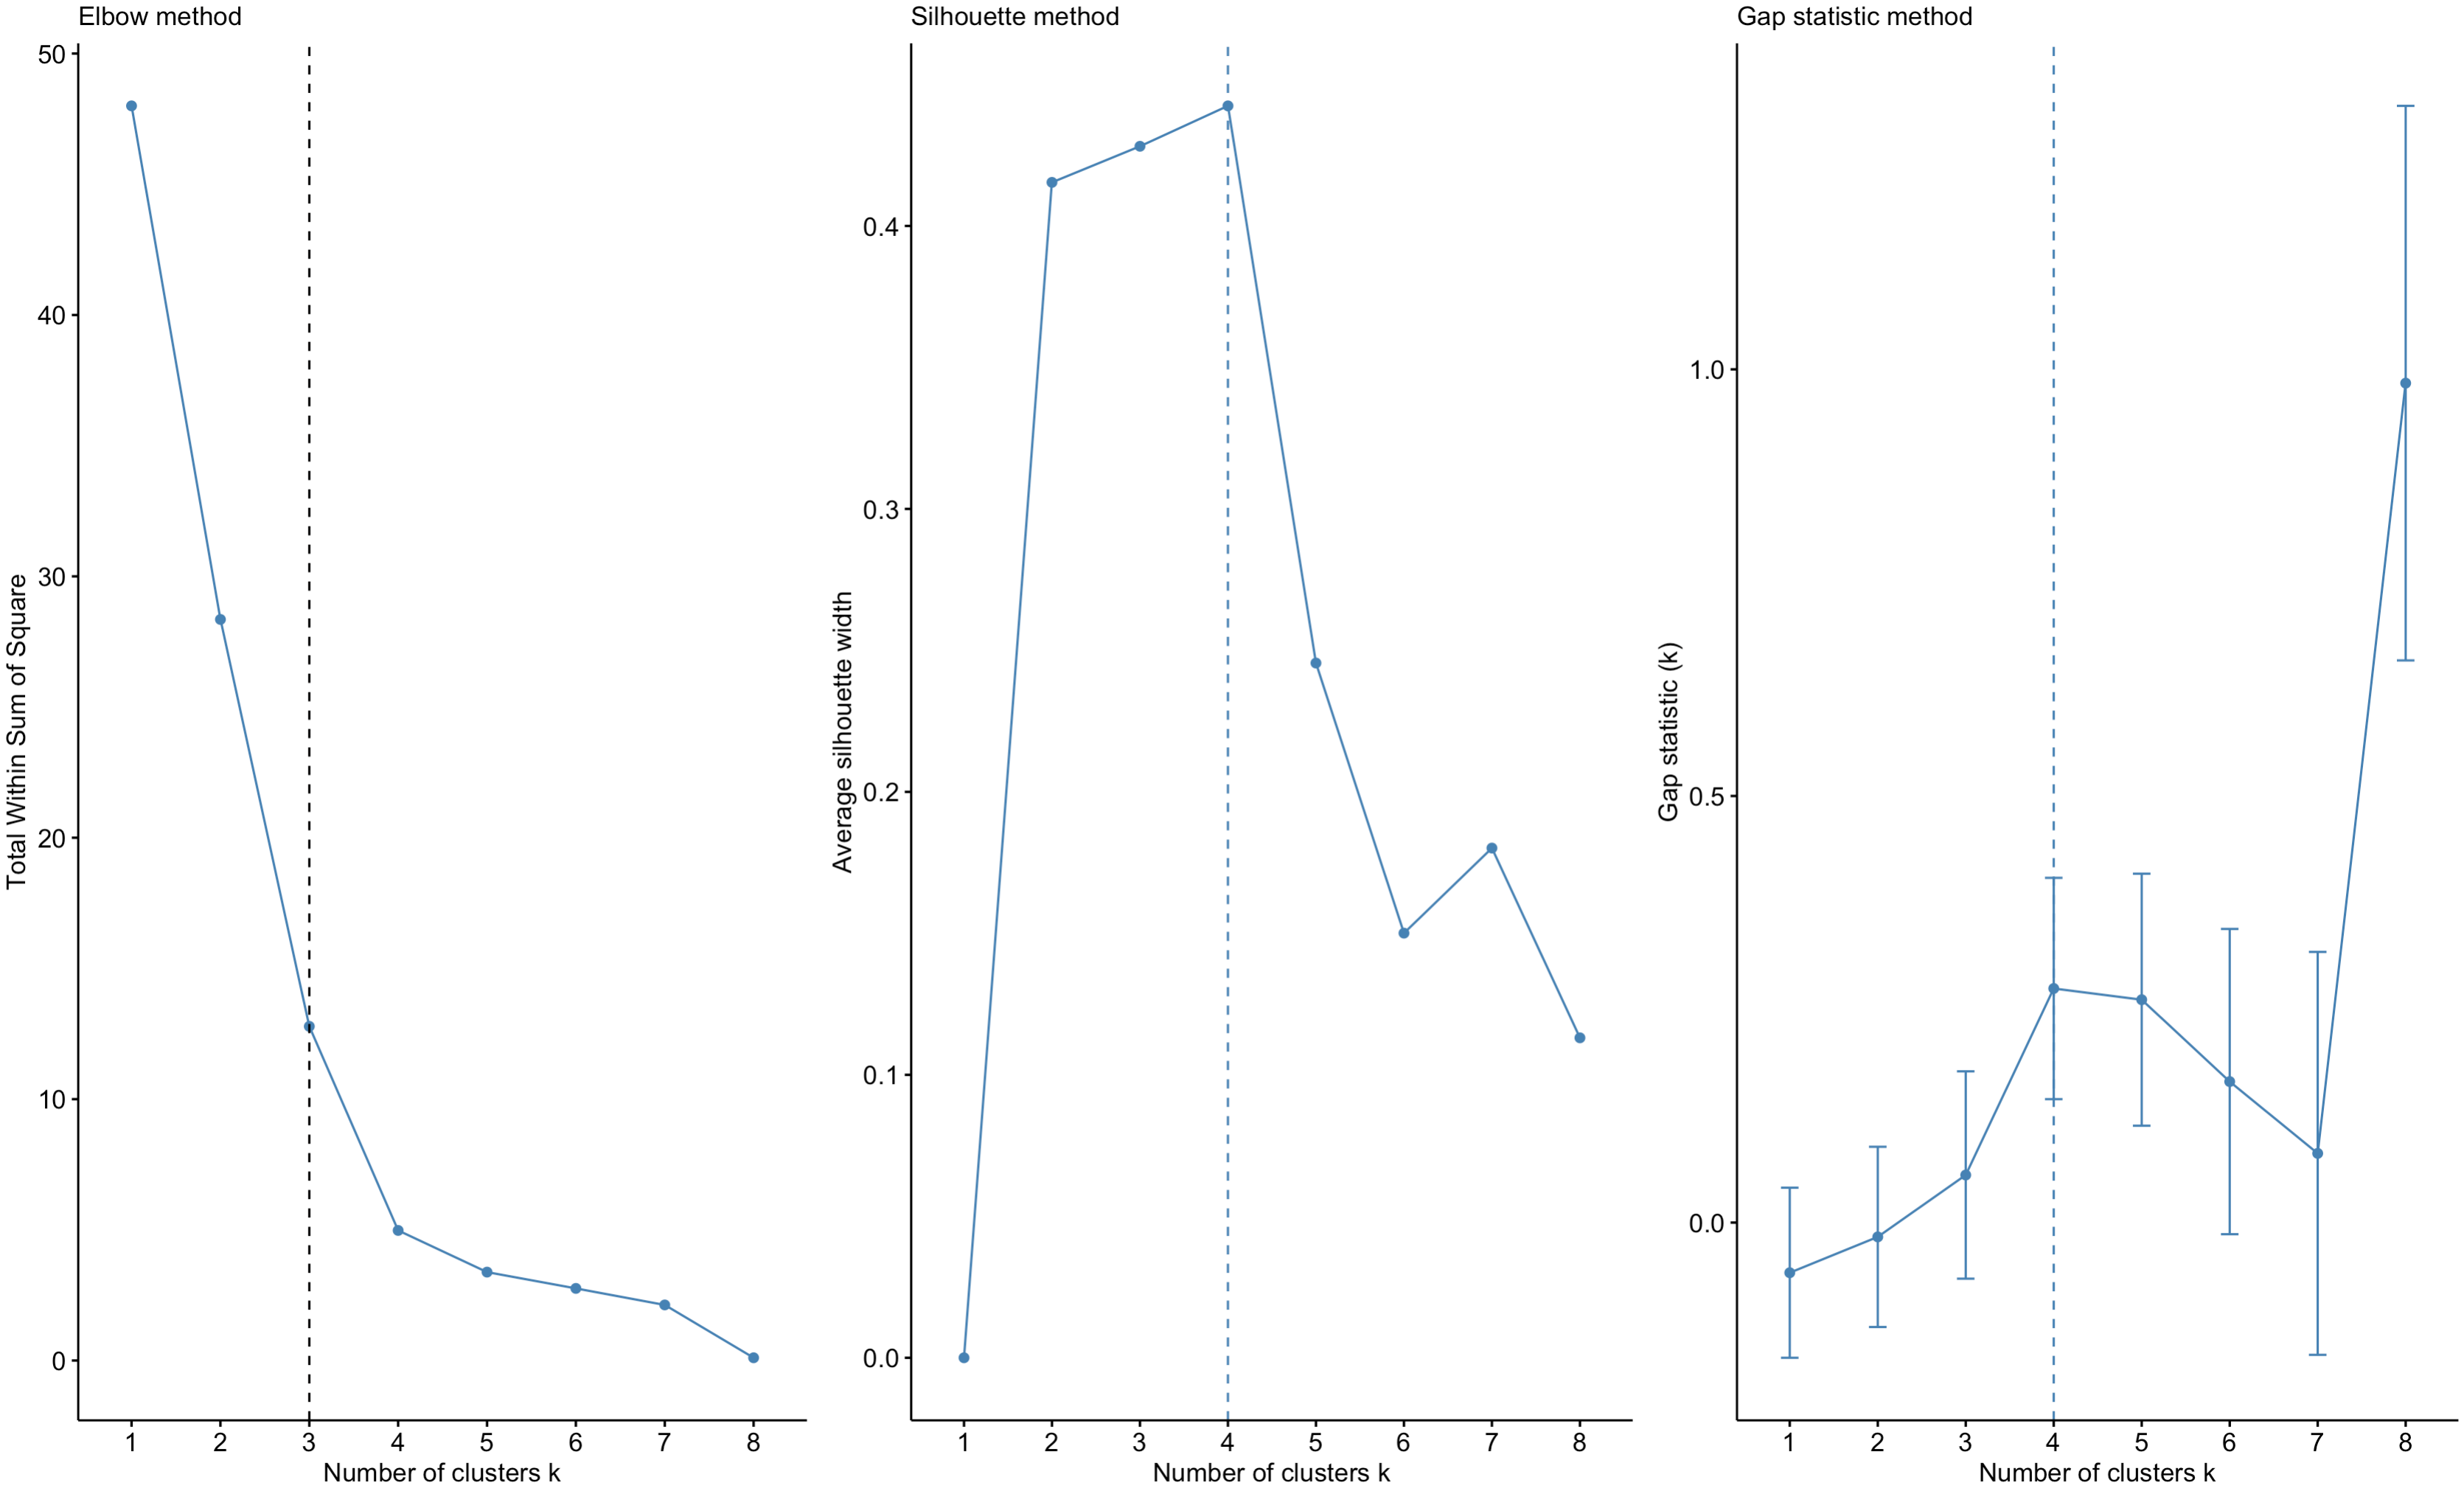 Elbow method
Total Within Sum of Square
50
40
30
20
10
0
1 2 3 4 5 6 7 8
Number of clusters k
Silhouette method
Average silhouette width
0.4
0.3
0.2
0.1
0.0
1 2 3 4 5 6 7 8
Number of clusters k
Gap statistic method
Gap statistic (k)
1.0
0.5
0.0
1 2 3 4 5 6 7 8
Number of clusters k